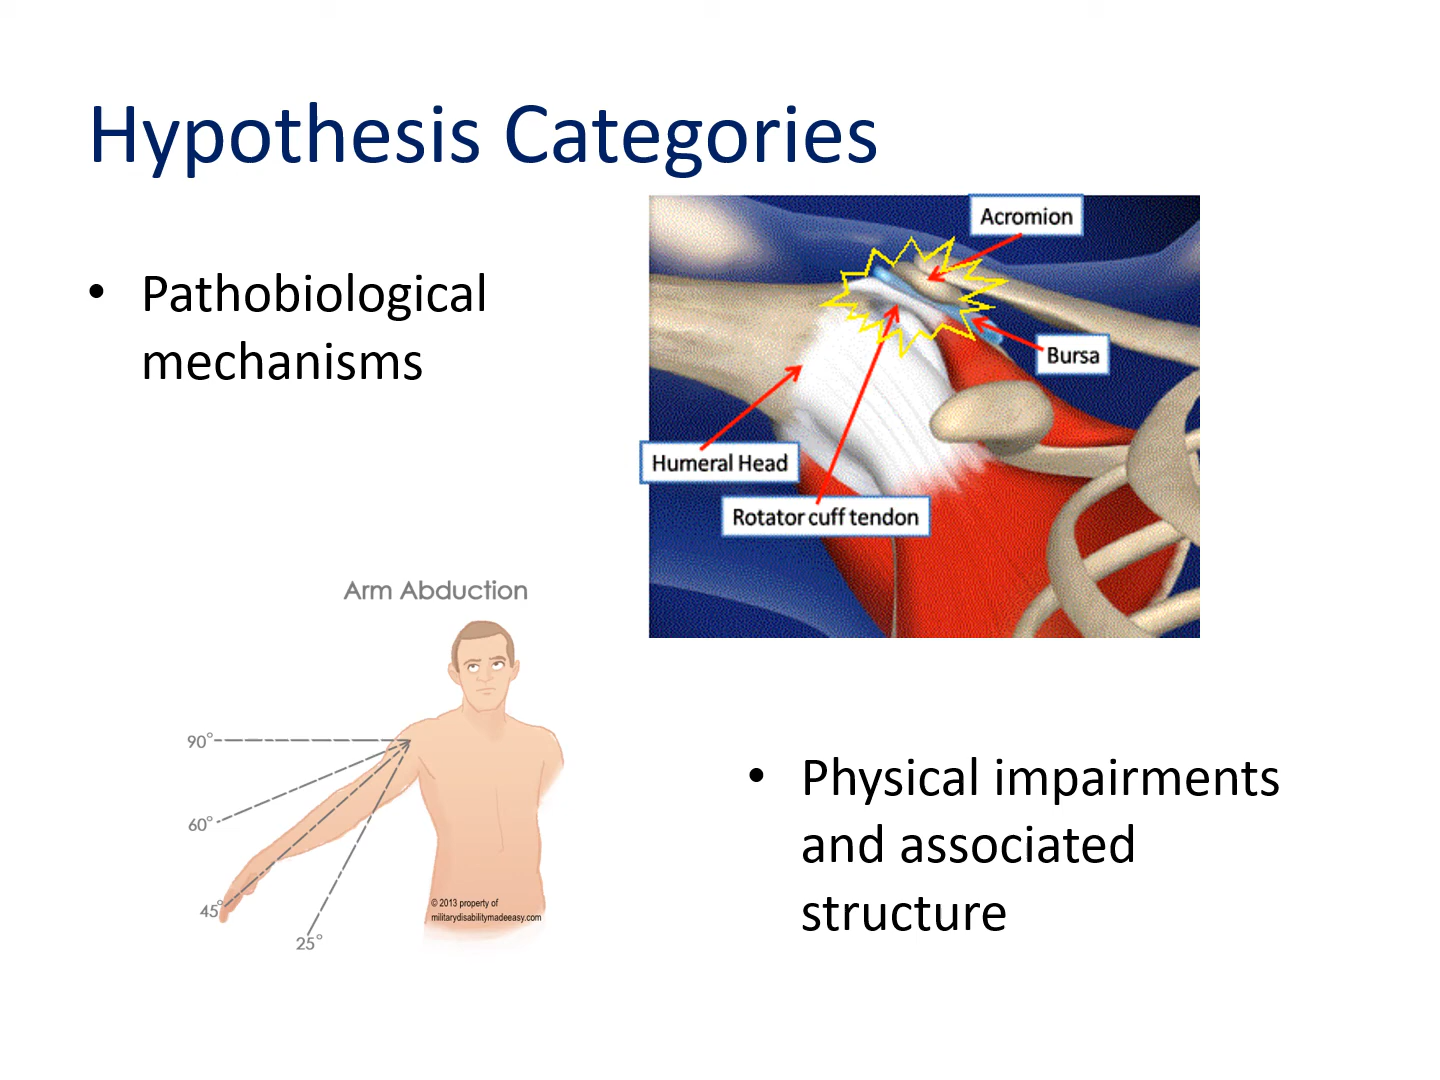 Hypothesis Categories
• Pathobiological
mechanisms
Acromion
Bursa
Humeral Head
Rotator cuff tendon
Arm Abduction
90°
60°
45°
25°
© 2013 property of
militarydisabilitymadeeasy.com
• Physical impairments
and associated
structure